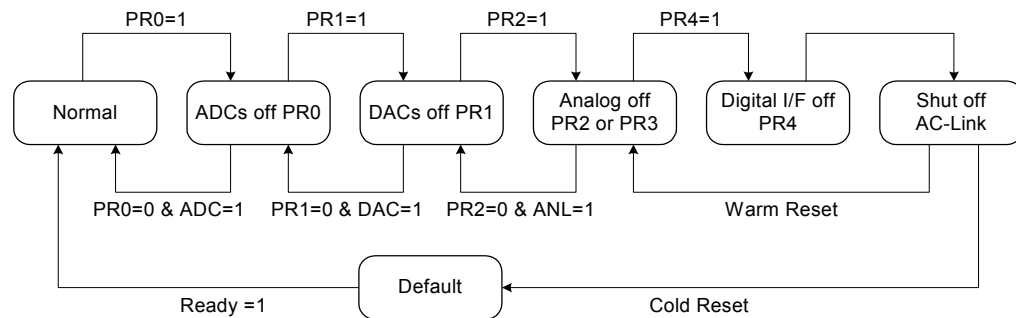 PR0=1
PR1=1
PR2=1
PR4=1
Normal
ADCs off PR0
DACs off PR1
Analog off
PR2 or PR3
Digital I/F off
PR4
Shut off
AC-Link
PR0=0 & ADC=1
PR1=0 & DAC=1
PR2=0 & ANL=1
Warm Reset
Default
Ready =1
Cold Reset